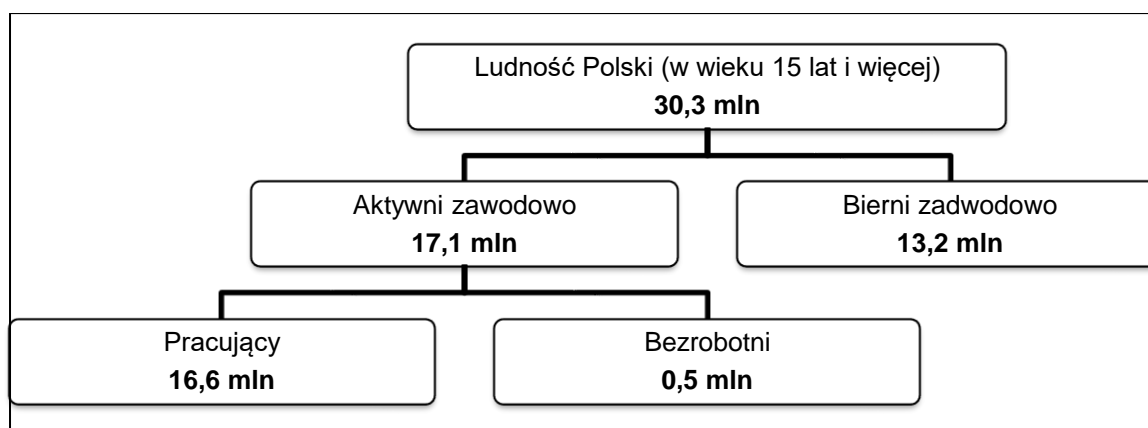 Ludność Polski (w wieku 15 lat i więcej)
30,3 mln
Aktywni zawodowo
17,1 mln
Bierni zadwodowo
13,2 mln
Pracujący
16,6 mln
Bezrobotni
0,5 mln